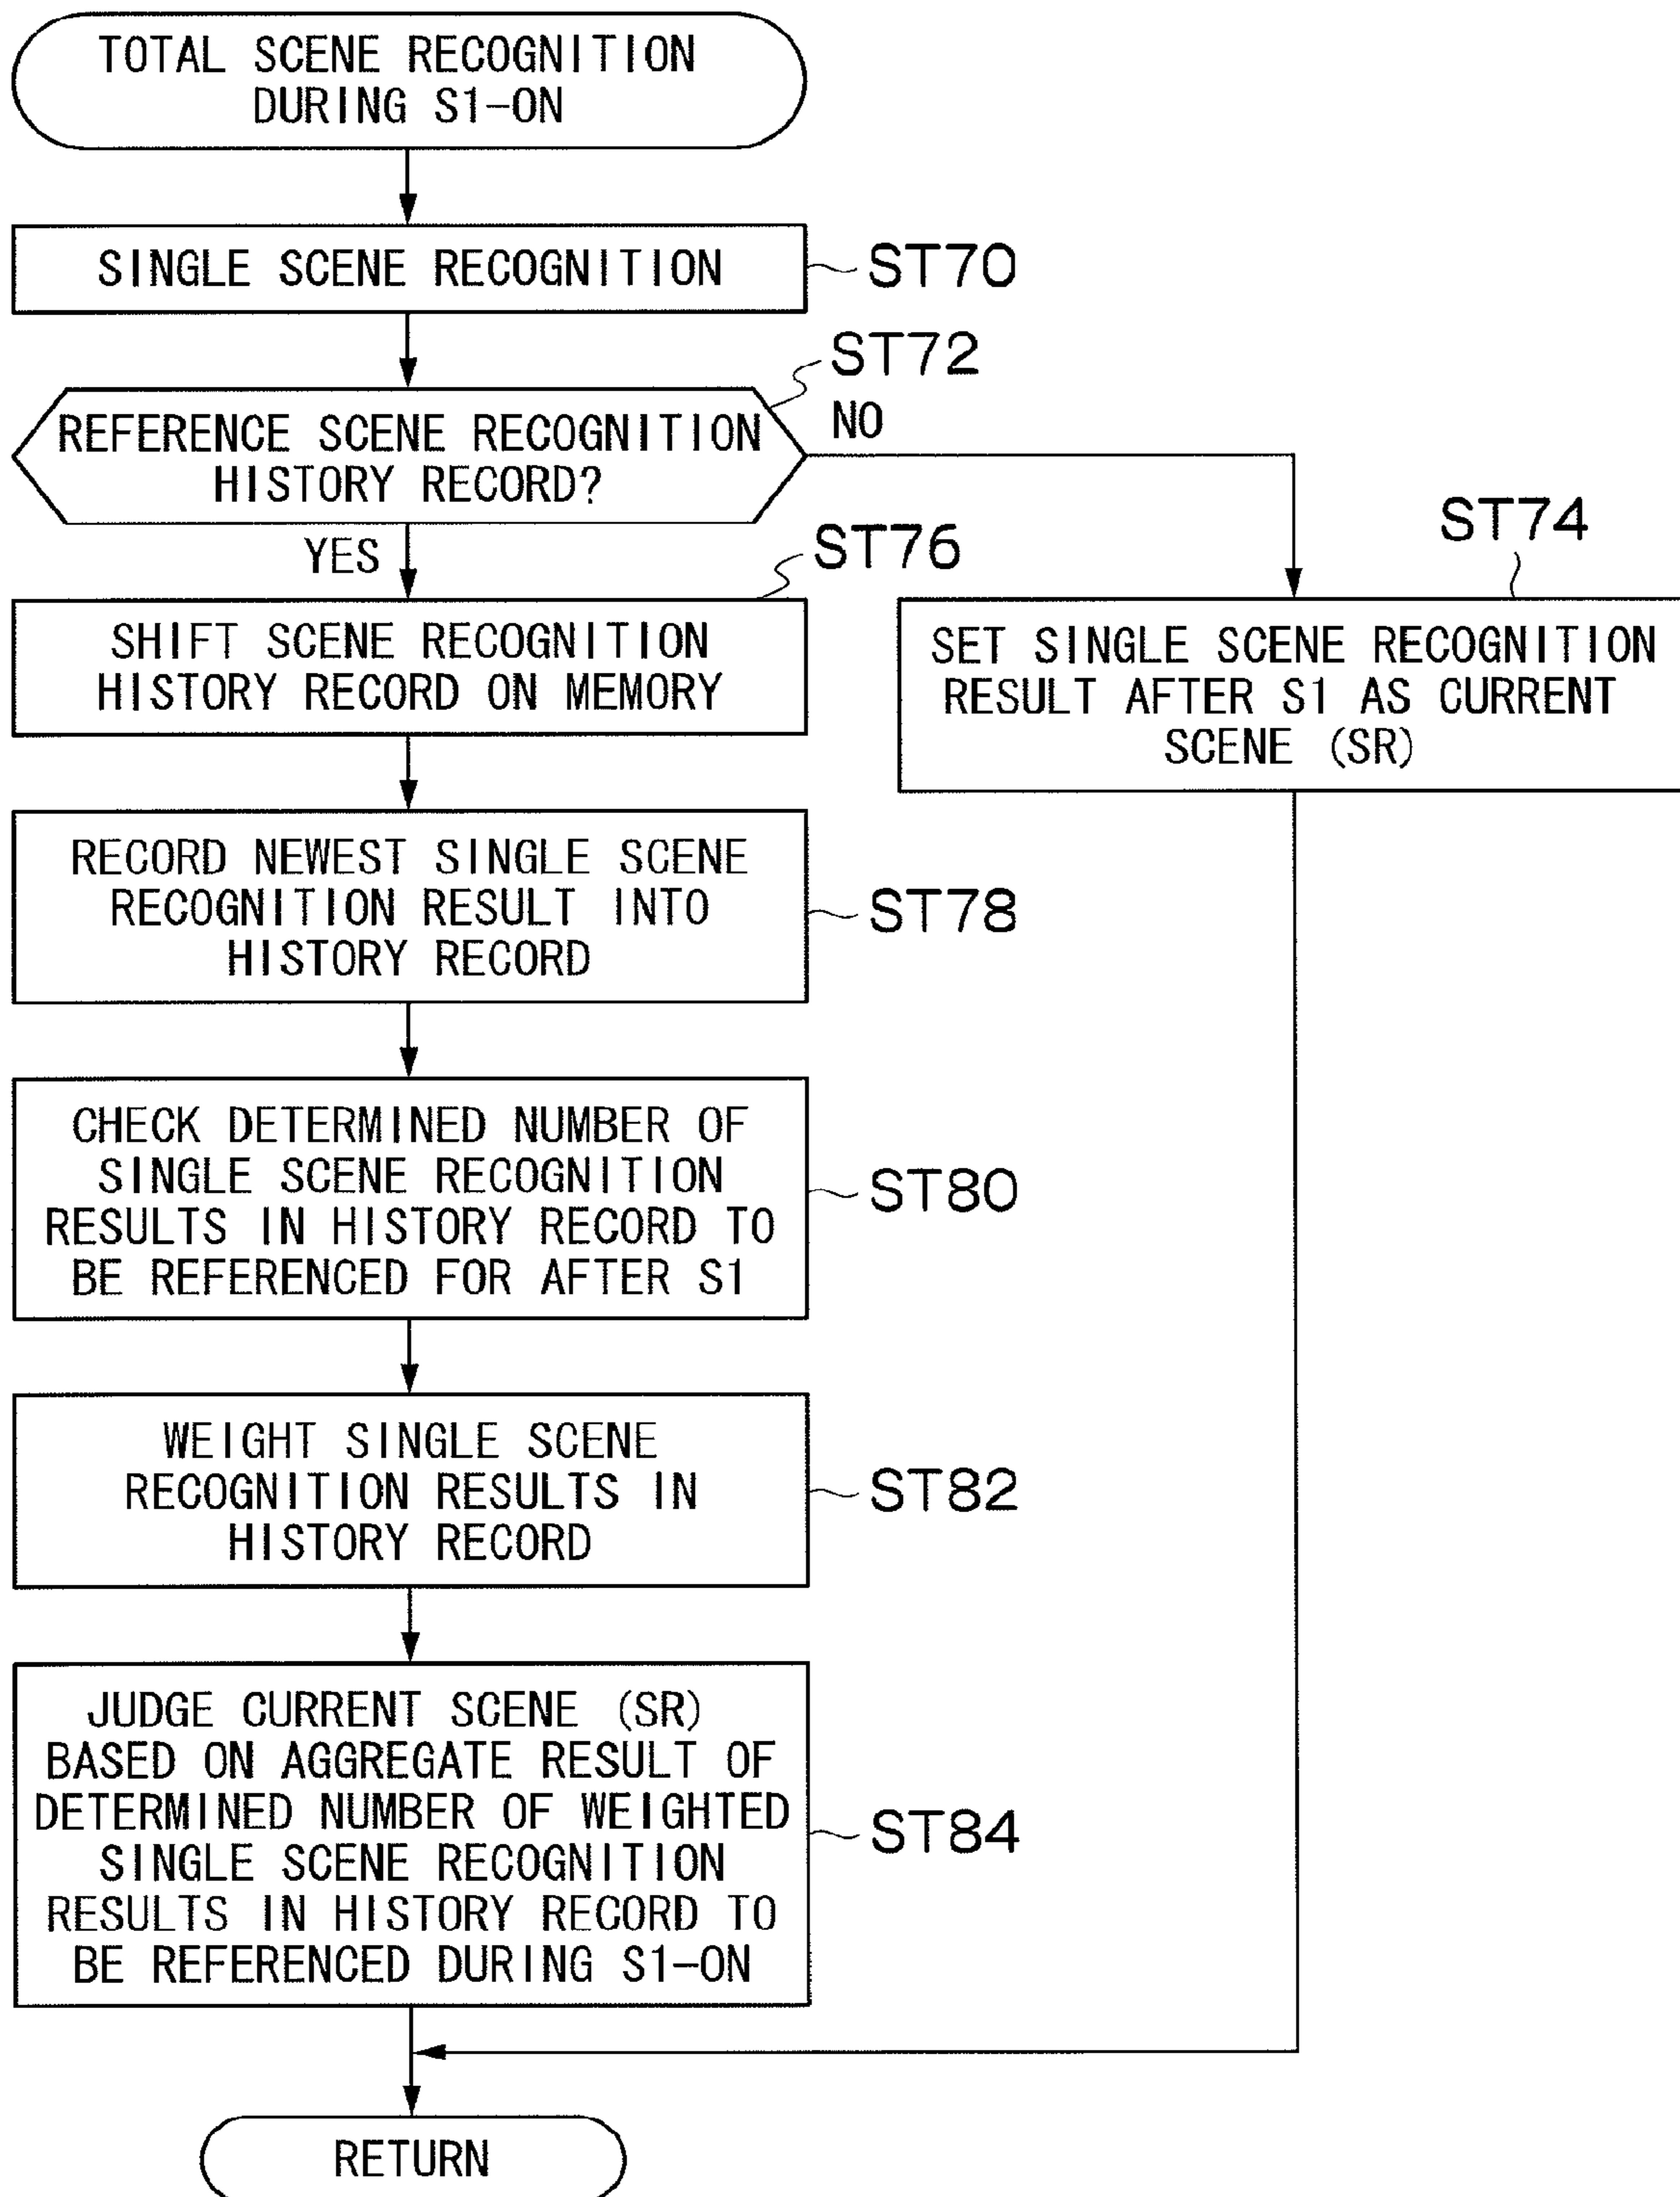 TOTAL SCENE RECOGNITION
DURING S1-ON
SINGLE SCENE RECOGNITION
ST70
ST72
REFERENCE SCENE RECOGNITION
HISTORY RECORD?
NO
YES
ST76
SHIFT SCENE RECOGNITION
HISTORY RECORD ON MEMORY
ST74
SET SINGLE SCENE RECOGNITION
RESULT AFTER S1 AS CURRENT
SCENE (SR)
RECORD NEWEST SINGLE SCENE
RECOGNITION RESULT INTO
HISTORY RECORD
ST78
CHECK DETERMINED NUMBER OF
SINGLE SCENE RECOGNITION
RESULTS IN HISTORY RECORD TO
BE REFERENCED FOR AFTER S1
ST80
WEIGHT SINGLE SCENE
RECOGNITION RESULTS IN
HISTORY RECORD
ST82
JUDGE CURRENT SCENE (SR)
BASED ON AGGREGATE RESULT OF
DETERMINED NUMBER OF WEIGHTED
SINGLE SCENE RECOGNITION
RESULTS IN HISTORY RECORD TO
BE REFERENCED DURING S1-ON
ST84
RETURN